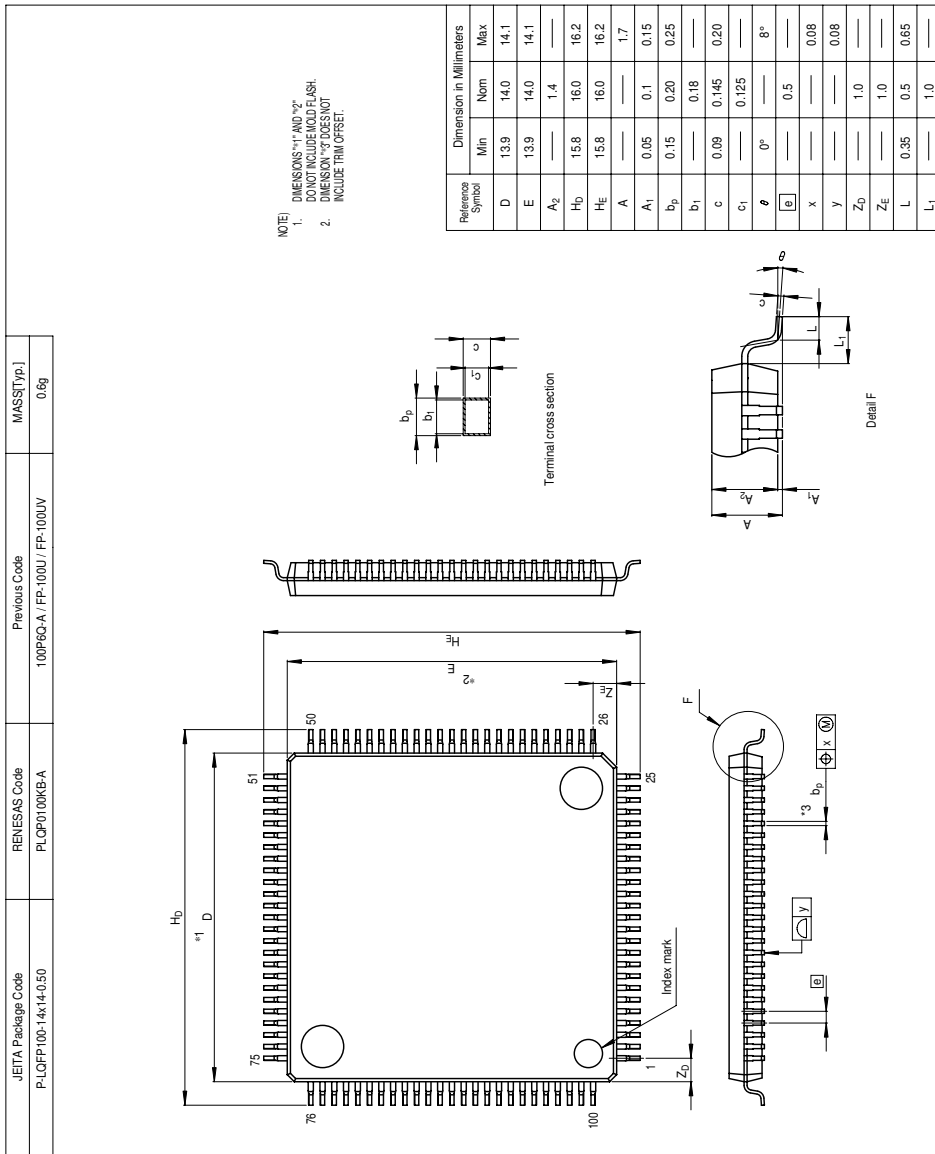 JEITA Package Code RENESAS Code Previous Code MASS[Typ.]
P-LQFP100-14x14-0.50 PLQP0100KB-A 100P6Q-A / FP-100U / FP-100UV 0.6g
HD
*1 D
75 51
76 50
100 26
1 25
Index mark
ZD
ZE
*2 E
HE
F
e
y
*3 bp
x M
bp
b1
c1
c
Terminal cross section
A
A2
A1
L
L1
c
θ
Detail F
NOTE)
1. DIMENSIONS "*1" AND "*2"
DO NOT INCLUDE MOLD FLASH.
2. DIMENSION "*3" DOES NOT
INCLUDE TRIM OFFSET.
Reference Symbol Dimension in Millimeters
Min Nom Max
D 13.9 14.0 14.1
E 13.9 14.0 14.1
A2 — 1.4 —
HD 15.8 16.0 16.2
HE 15.8 16.0 16.2
A — — 1.7
A1 0.05 0.1 0.15
bp 0.15 0.20 0.25
b1 — 0.18 —
c 0.09 0.145 0.20
c1 — 0.125 —
θ 0° — 8°
e — 0.5 —
x — — 0.08
y — — 0.08
ZD — 1.0 —
ZE — 1.0 —
L 0.35 0.5 0.65
L1 — 1.0 —